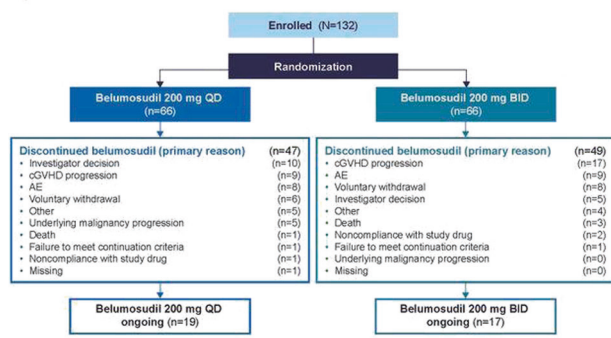 Enrolled (N=132)
Randomization
Belumosudil 200 mg QD
(n=66)
Belumosudil 200 mg BID
(n=66)
Discontinued belumosudil (primary reason) (n=47)
• Investigator decision (n=10)
• cGVHD progression (n=9)
• AE (n=8)
• Voluntary withdrawal (n=6)
• Other (n=5)
• Underlying malignancy progression (n=5)
• Death (n=1)
• Failure to meet continuation criteria (n=1)
• Noncompliance with study drug (n=1)
• Missing (n=1)
Discontinued belumosudil (primary reason) (n=49)
• cGVHD progression (n=17)
• AE (n=9)
• Voluntary withdrawal (n=8)
• Investigator decision (n=5)
• Other (n=4)
• Death (n=3)
• Noncompliance with study drug (n=2)
• Failure to meet continuation criteria (n=1)
• Underlying malignancy progression (n=0)
• Missing (n=0)
Belumosudil 200 mg QD
ongoing (n=19)
Belumosudil 200 mg BID
ongoing (n=17)